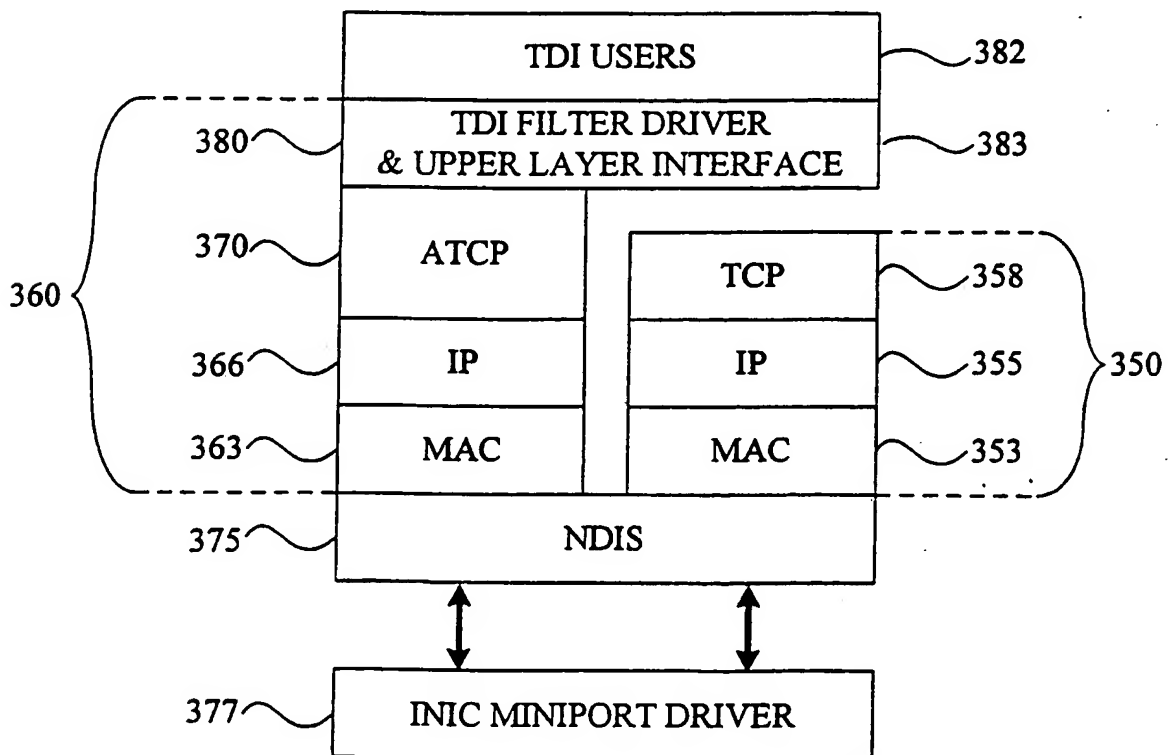 TDI USERS
382
380
TDI FILTER DRIVER
& UPPER LAYER INTERFACE
383
370
ATCP
TCP
358
360
366
IP
IP
355
350
363
MAC
MAC
353
375
NDIS
377
INIC MINIPORT DRIVER